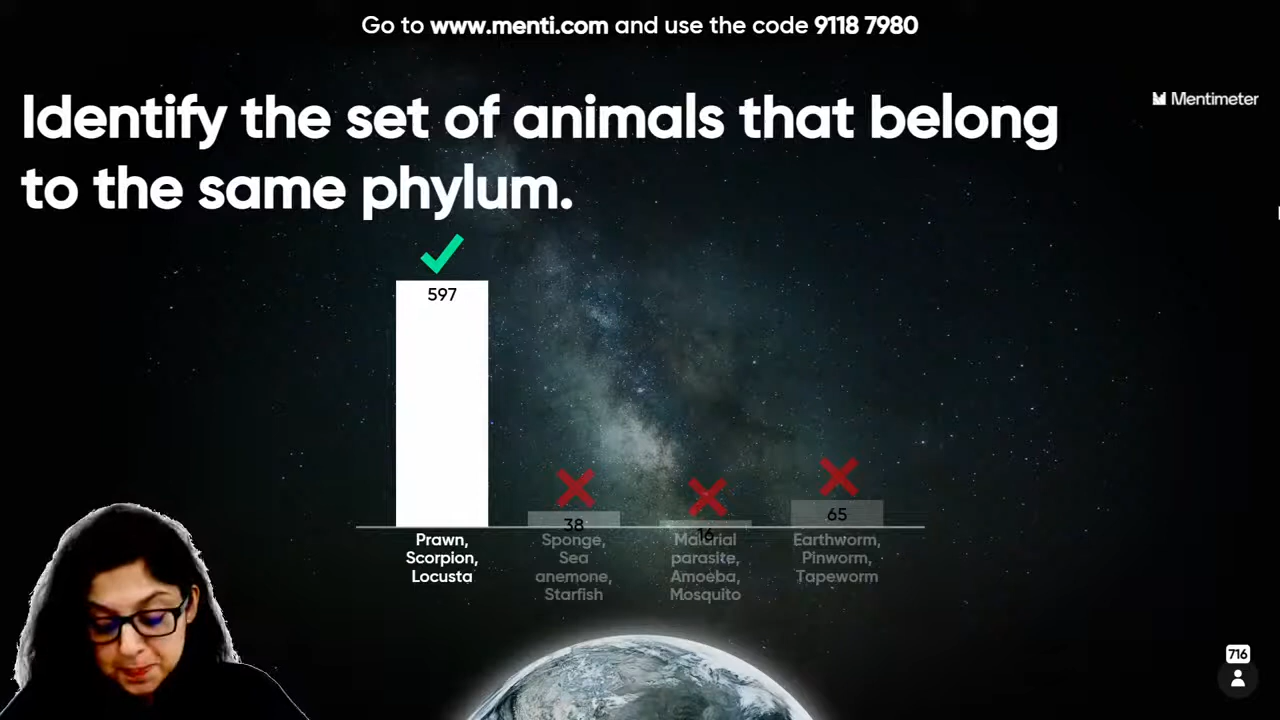 Go to www.menti.com and use the code 9118 7980
Mentimeter
Identify the set of animals that belong
to the same phylum.
597
38
16
65
Prawn,
Scorpion,
Locusta
Sponge,
Sea
anemone,
Starfish
Malarial
parasite,
Amoeba,
Mosquito
Earthworm,
Pinworm,
Tapeworm
716